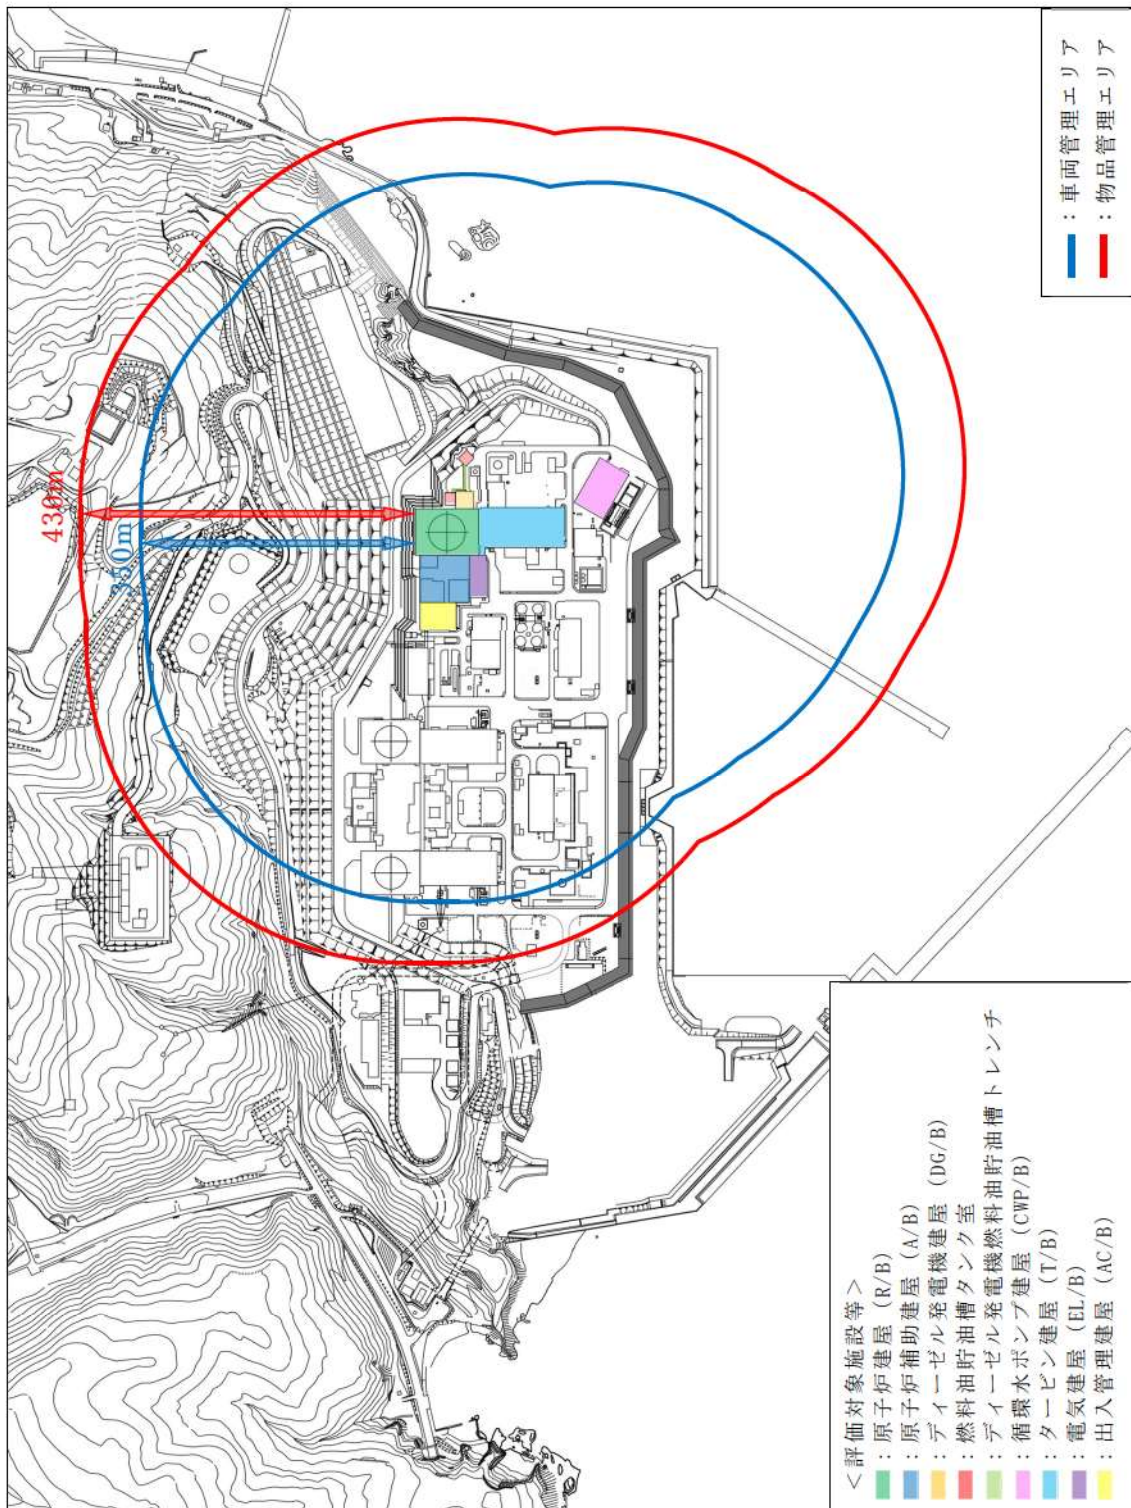 ：車両管理エリア
：物品管理エリア
430m
350m
＜評価対象施設等＞
：原子炉建屋（R/B）
：原子炉補助建屋（A/B）
：ディーゼル発電機建屋（DG/B）
：燃料油貯油槽タンク室
：ディーゼル発電機燃料油貯油槽トレンチ
：循環水ポンプ建屋（CWP/B）
：タービン建屋（T/B）
：電気建屋（EL/B）
：出入管理建屋（AC/B）